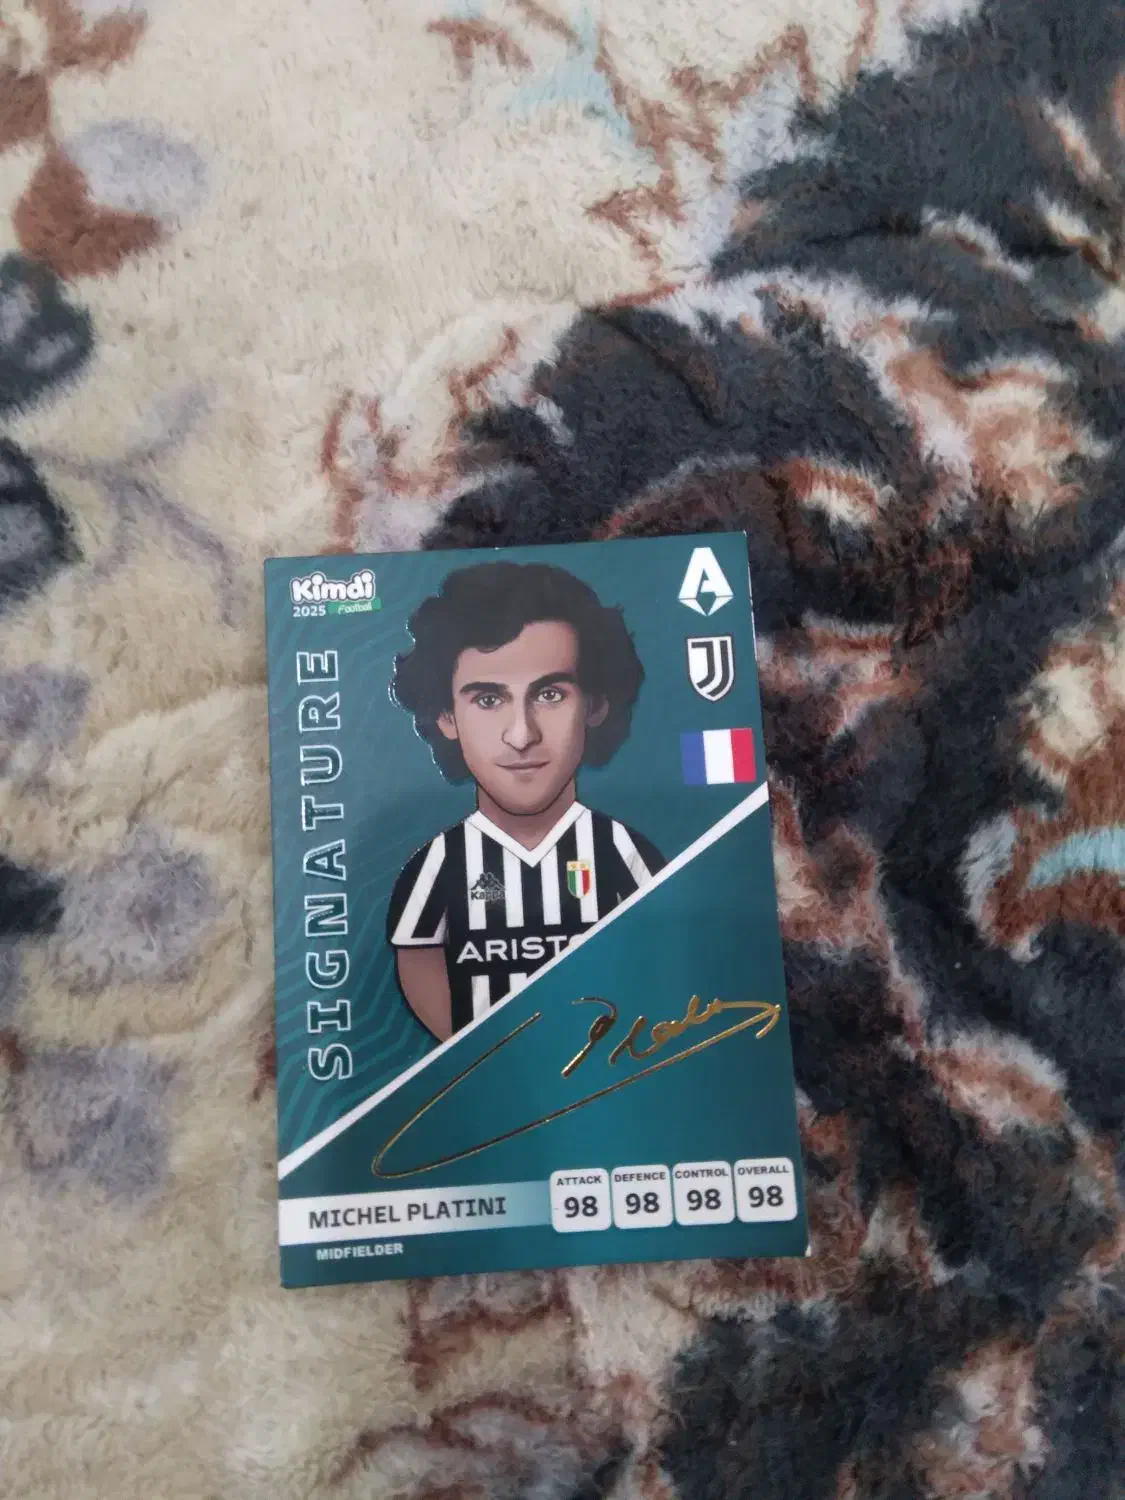 Kimdi
2025 Football
SIGNATURE
Kappa
ARISTO
MICHEL PLATINI
MIDFIELDER
ATTACK
98
DEFENCE
98
CONTROL
98
OVERALL
98